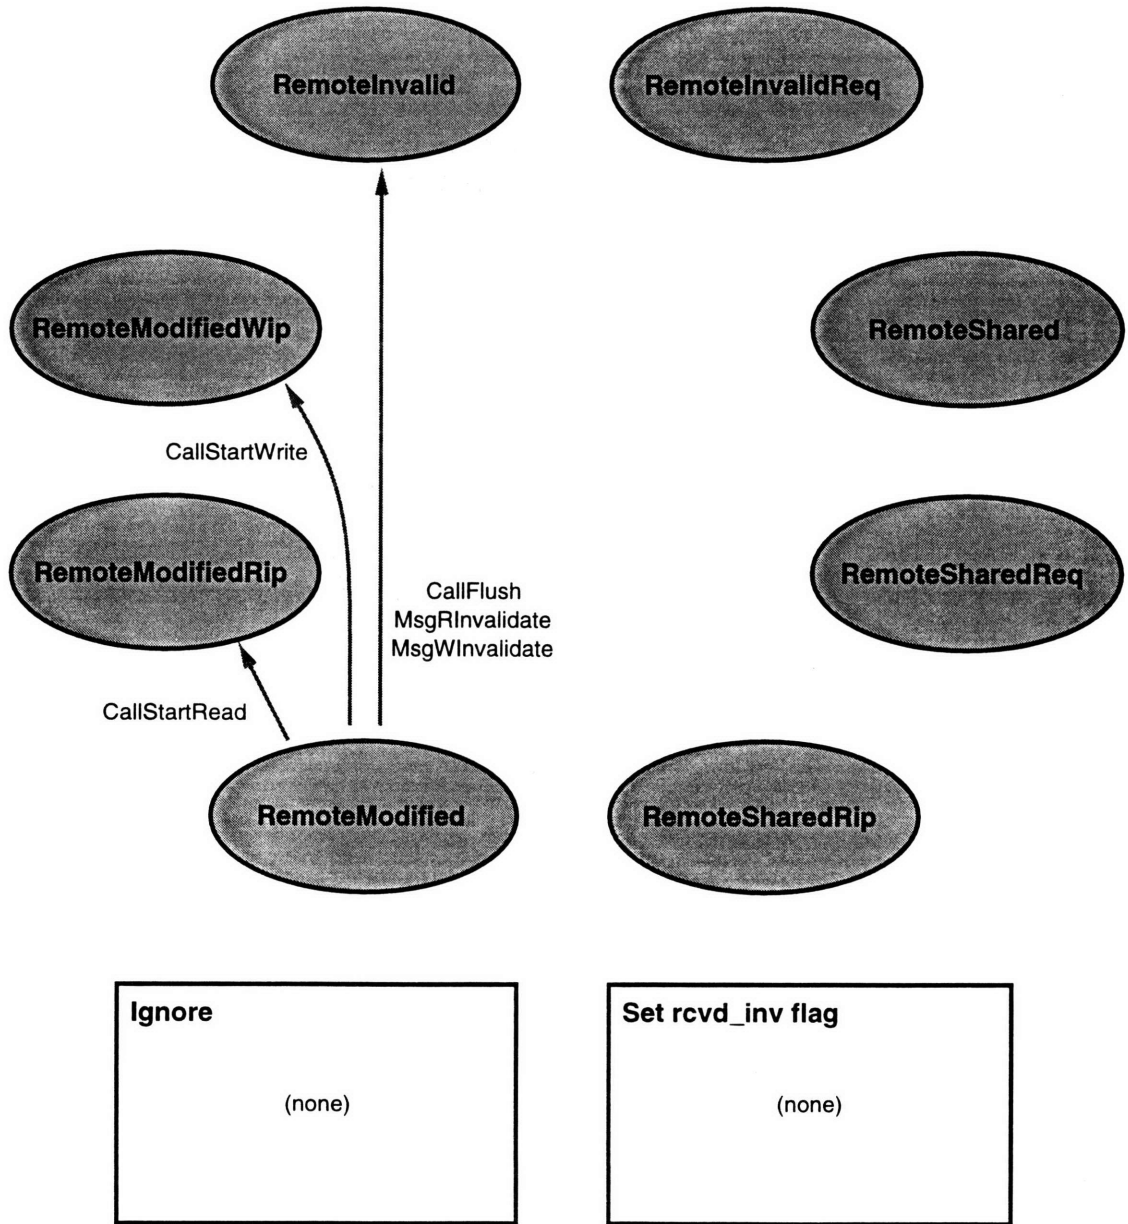 RemoteInvalid
RemoteInvalidReq
RemoteModifiedWip
RemoteShared
CallStartWrite
RemoteModifiedRip
RemoteSharedReq
CallFlush
MsgRInvalidate
MsgWInvalidate
CallStartRead
RemoteModified
RemoteSharedRip
Ignore
(none)
Set rcvd_inv flag
(none)